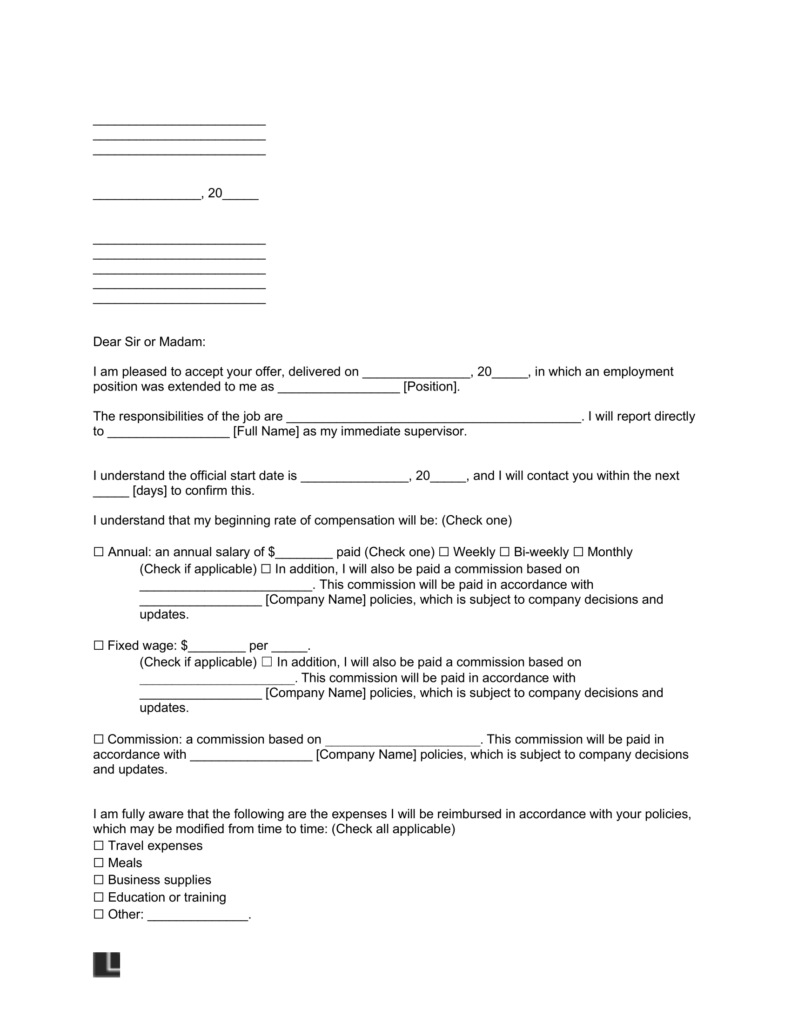 ________________________
________________________
________________________
_______________, 20_____
________________________
________________________
________________________
________________________
________________________
Dear Sir or Madam:
I am pleased to accept your offer, delivered on _______________, 20_____, in which an employment
position was extended to me as _________________ [Position].
The responsibilities of the job are _________________________________________. I will report directly
to _________________ [Full Name] as my immediate supervisor.
I understand the official start date is _______________, 20_____, and I will contact you within the next
_____ [days] to confirm this.
I understand that my beginning rate of compensation will be: (Check one)
☐ Annual: an annual salary of $________ paid (Check one) ☐ Weekly ☐ Bi-weekly ☐ Monthly
(Check if applicable) ☐ In addition, I will also be paid a commission based on
________________________. This commission will be paid in accordance with
_________________ [Company Name] policies, which is subject to company decisions and
updates.
☐ Fixed wage: $________ per _____.
(Check if applicable) ☐ In addition, I will also be paid a commission based on
______________________. This commission will be paid in accordance with
_________________ [Company Name] policies, which is subject to company decisions and
updates.
☐ Commission: a commission based on ______________________. This commission will be paid in
accordance with _________________ [Company Name] policies, which is subject to company decisions
and updates.
I am fully aware that the following are the expenses I will be reimbursed in accordance with your policies,
which may be modified from time to time: (Check all applicable)
☐ Travel expenses
☐ Meals
☐ Business supplies
☐ Education or training
☐ Other: ______________.